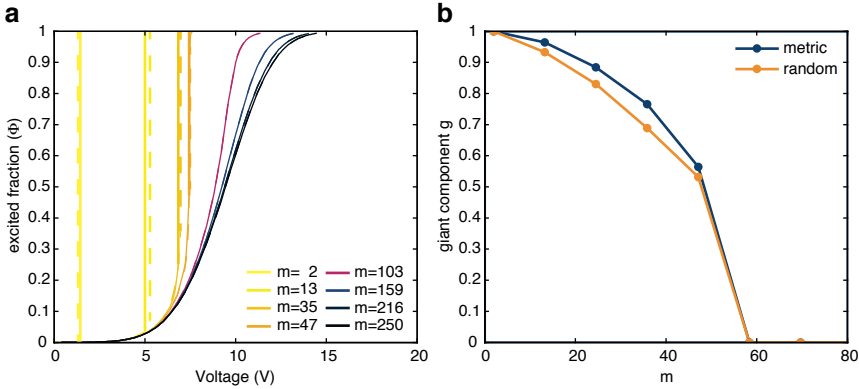 a
excited fraction (Φ)
1
0.9
0.8
0.7
0.6
0.5
0.4
0.3
0.2
0.1
0
0 5 10 15 20
Voltage (V)
m= 2
m=13
m=35
m=47
m=103
m=159
m=216
m=250
b
giant component g
1
0.9
0.8
0.7
0.6
0.5
0.4
0.3
0.2
0.1
0
0 20 40 60 80
m
metric
random